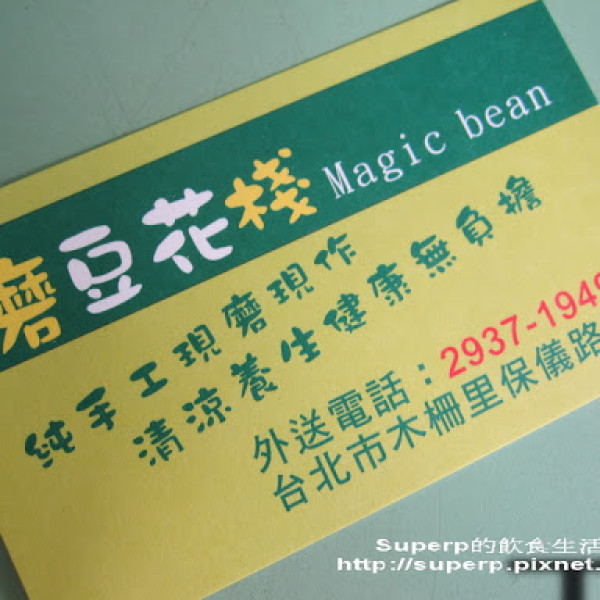 磨豆花棧 Magic bean
純手工現磨現作
清涼養生健康無負擔
外送電話：2937-1949
台北市木柵里保儀路
Superp的飲食生活
http://superp.pixnet.